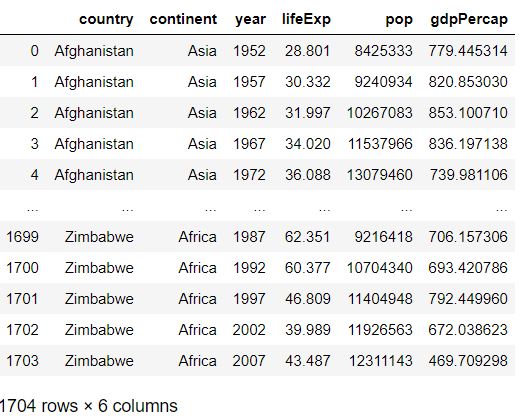 country continent year lifeExp pop gdpPercap
0 Afghanistan Asia 1952 28.801 8425333 779.445314
1 Afghanistan Asia 1957 30.332 9240934 820.853030
2 Afghanistan Asia 1962 31.997 10267083 853.100710
3 Afghanistan Asia 1967 34.020 11537966 836.197138
4 Afghanistan Asia 1972 36.088 13079460 739.981106
... ... ... ... ... ... ...
1699 Zimbabwe Africa 1987 62.351 9216418 706.157306
1700 Zimbabwe Africa 1992 60.377 10704340 693.420786
1701 Zimbabwe Africa 1997 46.809 11404948 792.449960
1702 Zimbabwe Africa 2002 39.989 11926563 672.038623
1703 Zimbabwe Africa 2007 43.487 12311143 469.709298
1704 rows × 6 columns